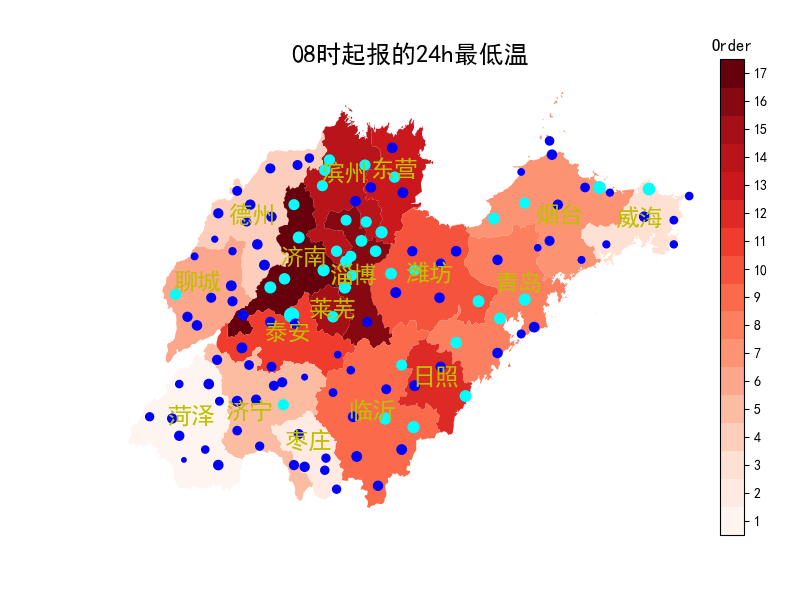 08时起报的24h最低温
Order
17
16
15
14
13
12
11
10
9
8
7
6
5
4
3
2
1
滨州
东营
德州
烟台
威海
济南
淄博
潍坊
聊城
青岛
莱芜
泰安
日照
菏泽
济宁
临沂
枣庄